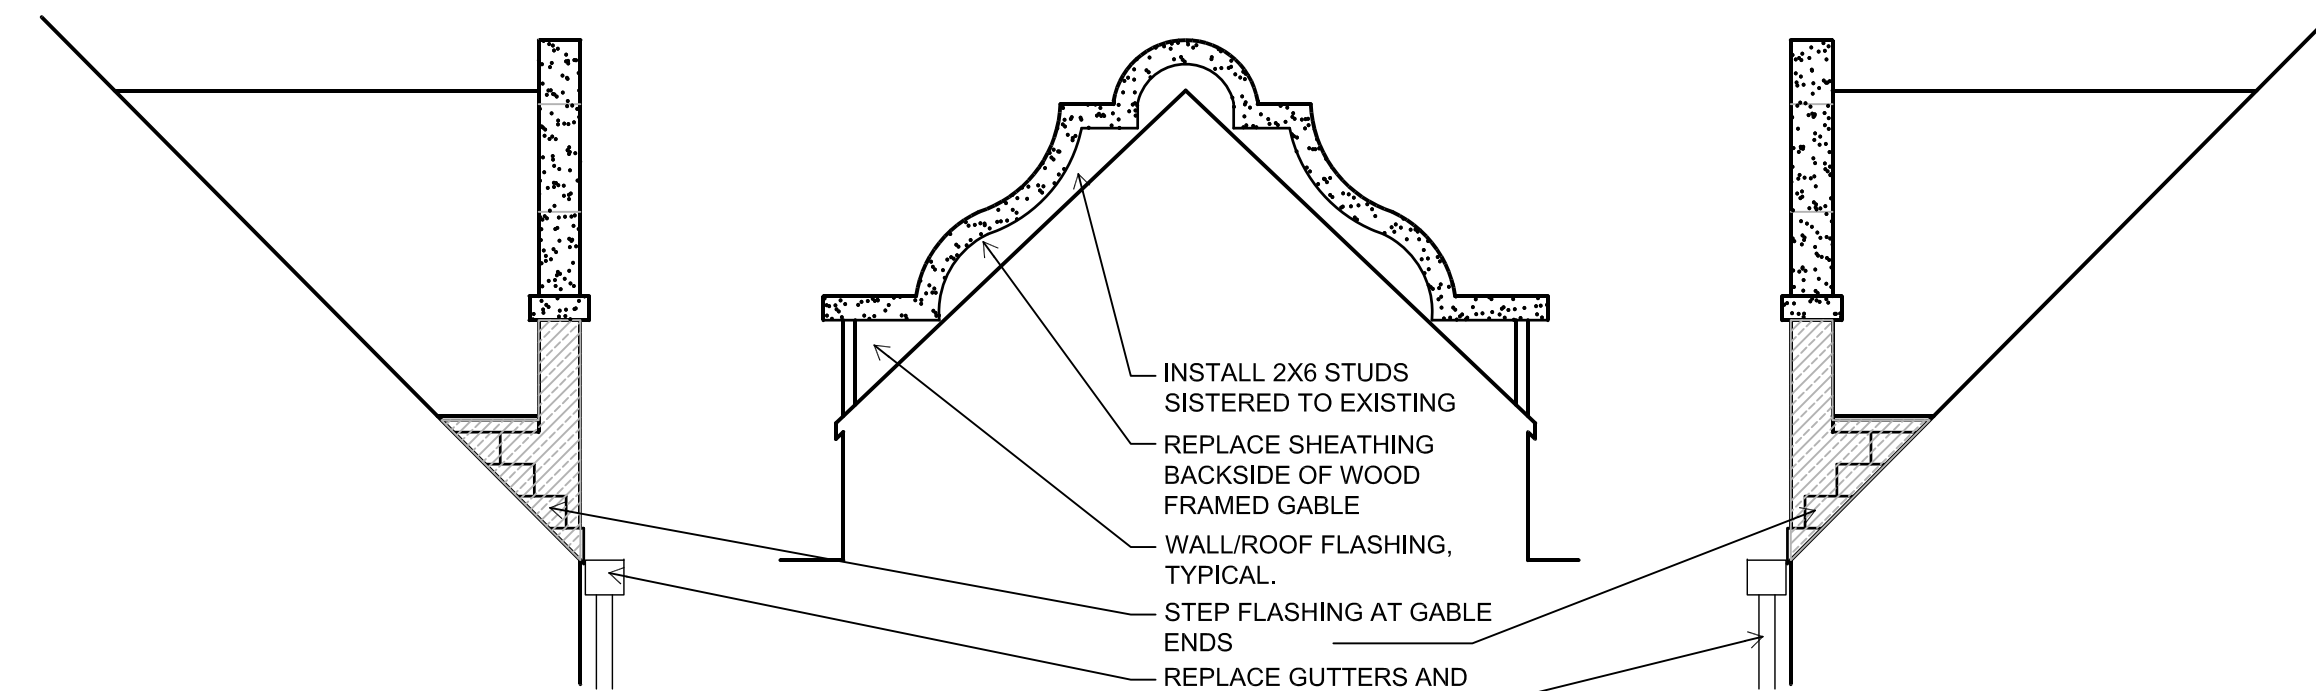 INSTALL 2X6 STUDS
SISTERED TO EXISTING
REPLACE SHEATHING
BACKSIDE OF WOOD
FRAMED GABLE
WALL/ROOF FLASHING,
TYPICAL.
STEP FLASHING AT GABLE
ENDS
REPLACE GUTTERS AND